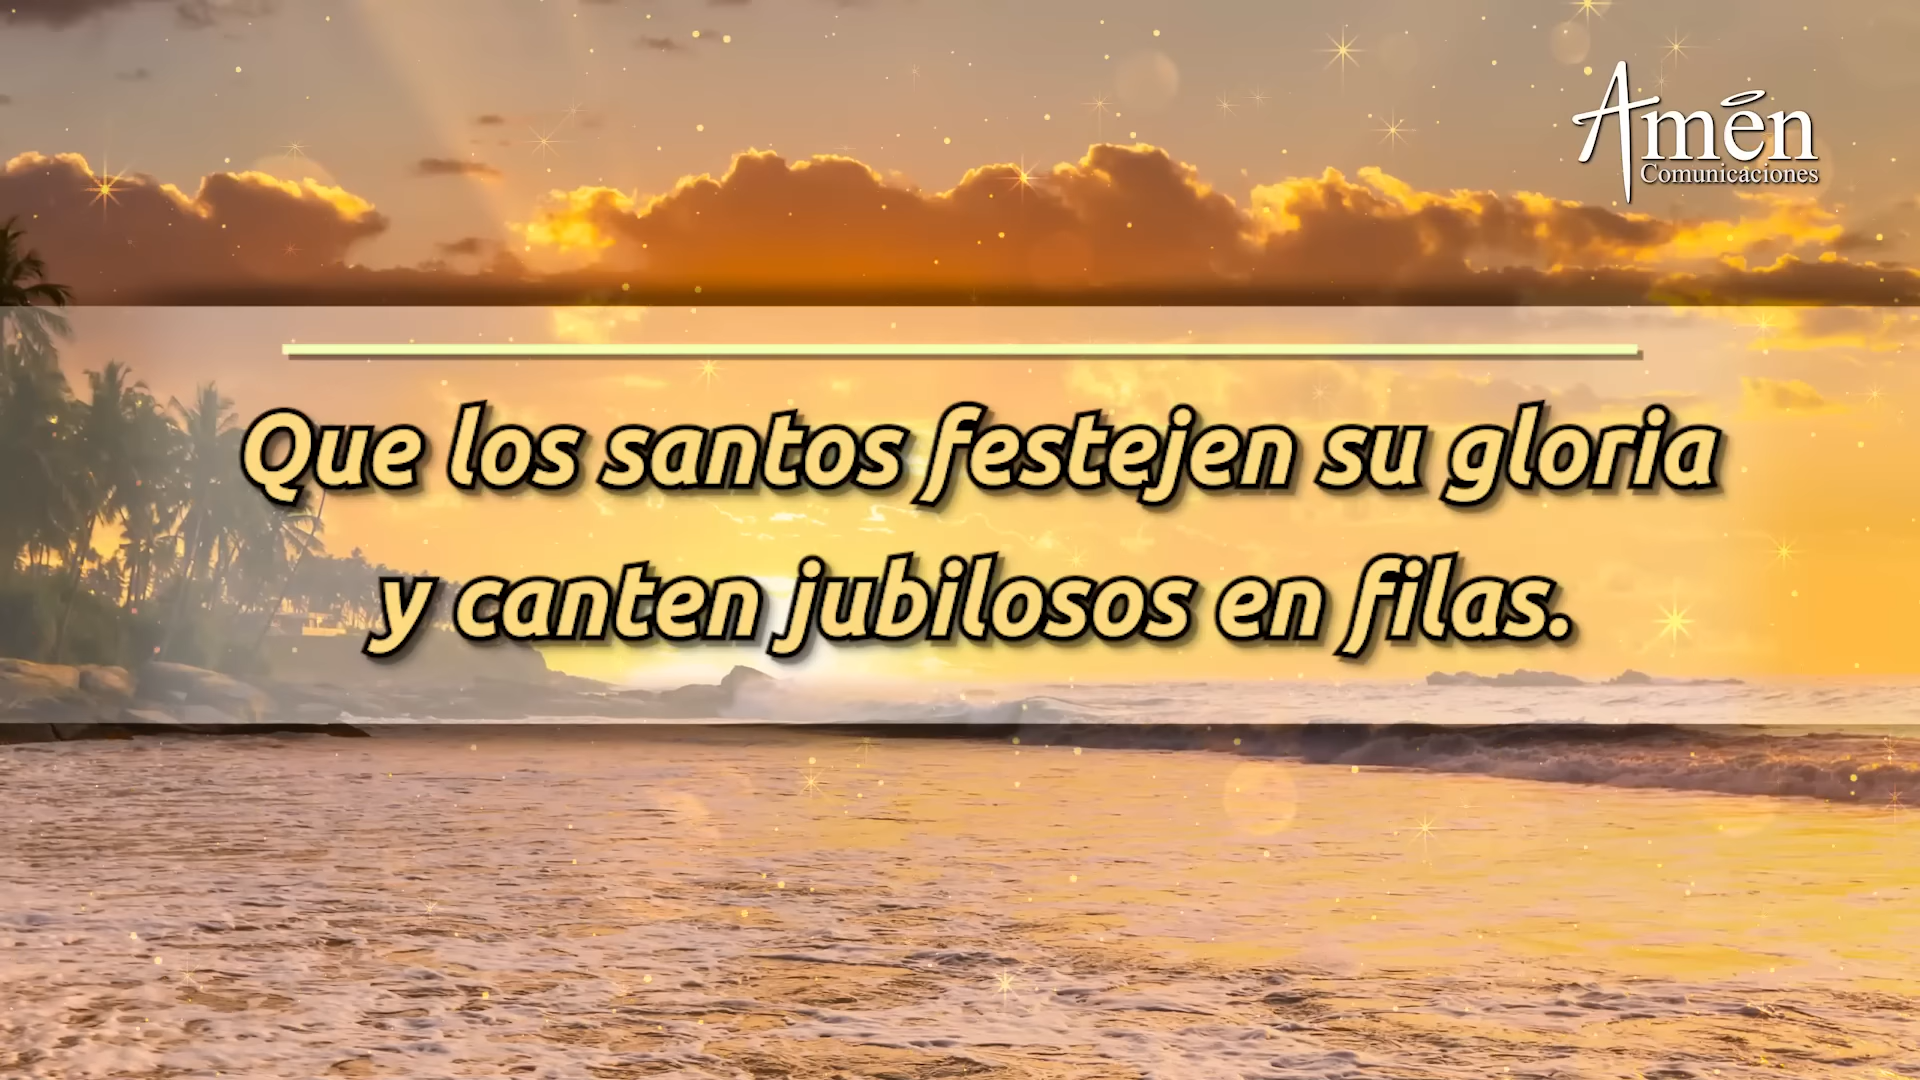 Amén
Comunicaciones
Que los santos festejen su gloria
y canten jubilosos en filas.